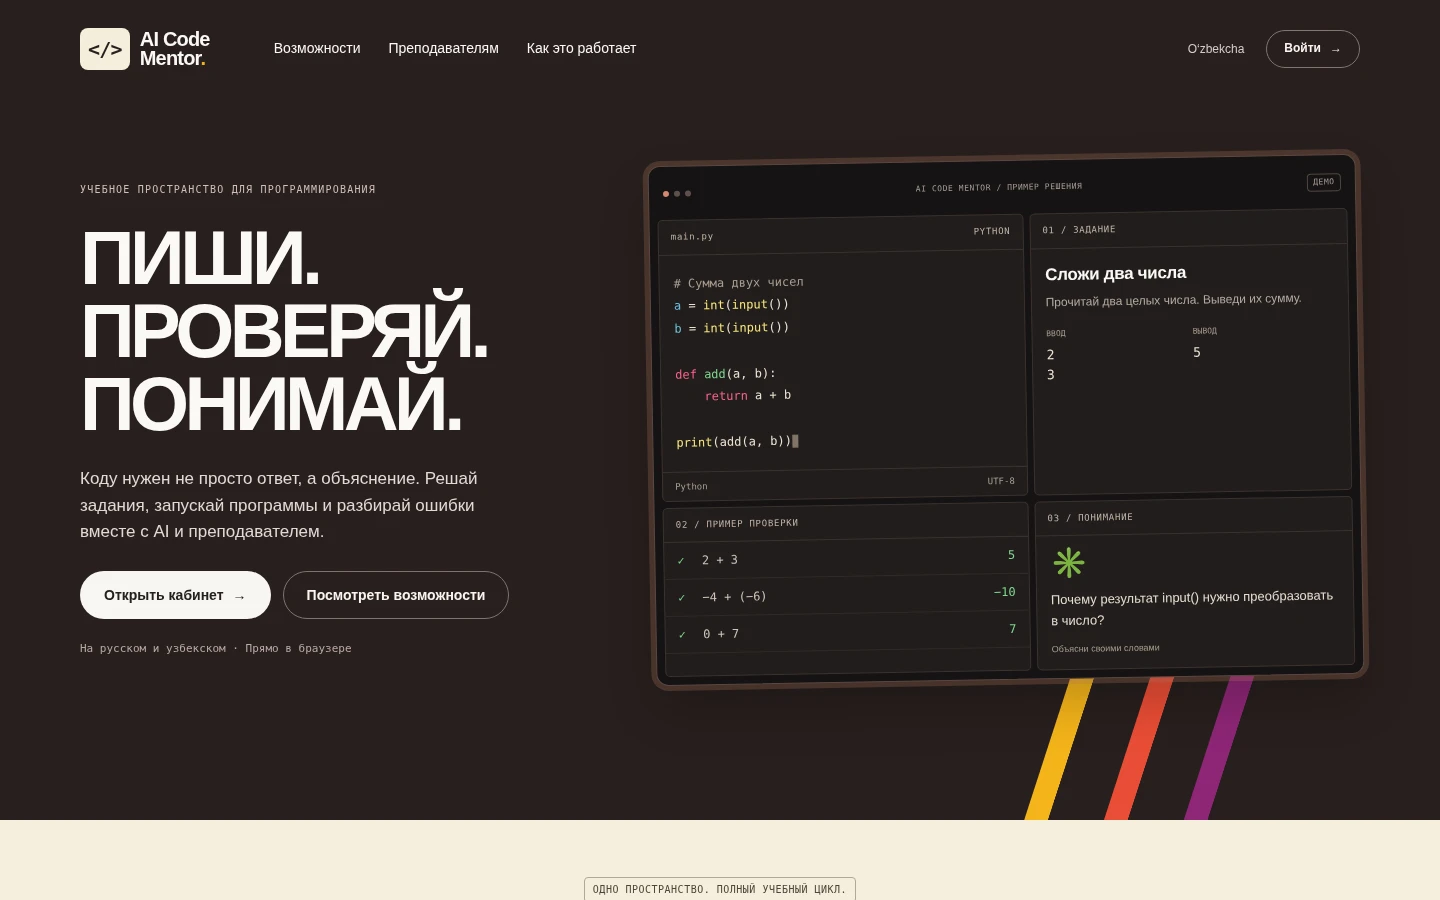 </> AI Code Mentor.
Возможности
Преподавателям
Как это работает
O'zbekcha
Войти →
УЧЕБНОЕ ПРОСТРАНСТВО ДЛЯ ПРОГРАММИРОВАНИЯ
ПИШИ.
ПРОВЕРЯЙ.
ПОНИМАЙ.
Коду нужен не просто ответ, а объяснение. Решай
задания, запускай программы и разбирай ошибки
вместе с AI и преподавателем.
Открыть кабинет →
Посмотреть возможности
На русском и узбекском · Прямо в браузере
AI CODE MENTOR / ПРИМЕР РЕШЕНИЯ
ДЕМО
main.py
PYTHON
# Сумма двух чисел
a = int(input())
b = int(input())
def add(a, b):
    return a + b
print(add(a, b))
Python
UTF-8
01 / ЗАДАНИЕ
Сложи два числа
Прочитай два целых числа. Выведи их сумму.
ВВОД
2
3
ВЫВОД
5
02 / ПРИМЕР ПРОВЕРКИ
✓ 2 + 3 5
✓ −4 + (−6) −10
✓ 0 + 7 7
03 / ПОНИМАНИЕ
Почему результат input() нужно преобразовать
в число?
Объясни своими словами
ОДНО ПРОСТРАНСТВО. ПОЛНЫЙ УЧЕБНЫЙ ЦИКЛ.